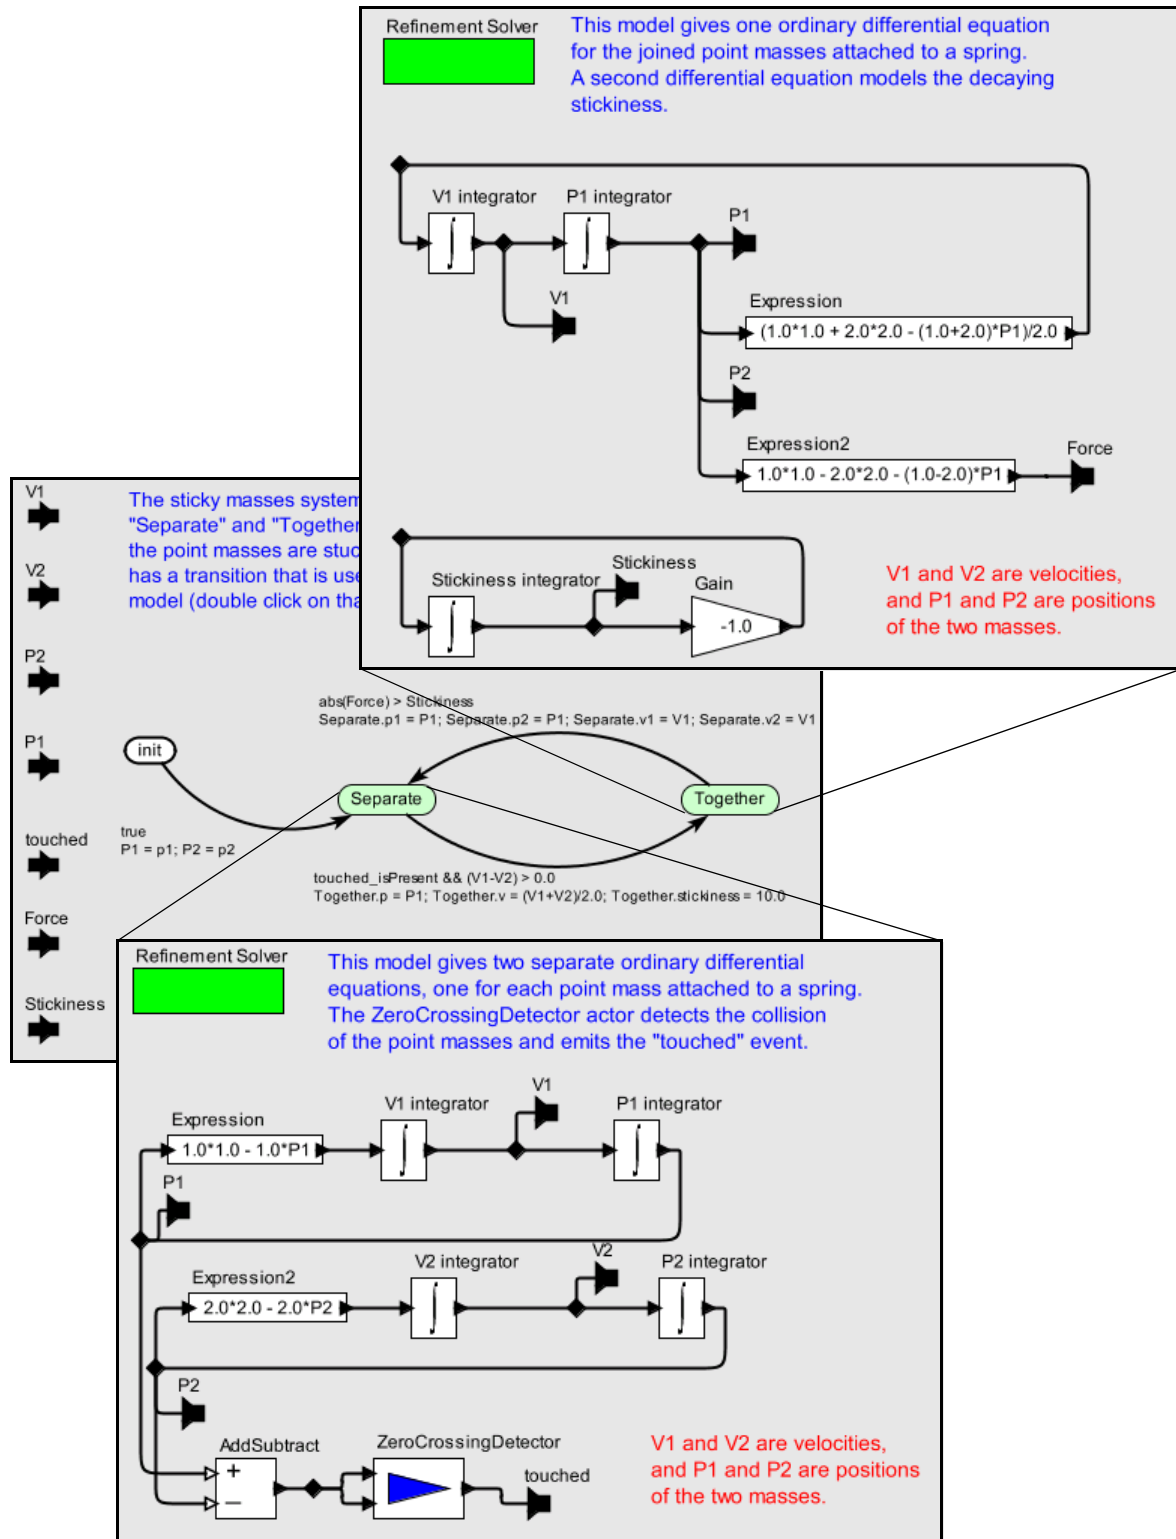 Refinement Solver
This model gives one ordinary differential equation
for the joined point masses attached to a spring.
A second differential equation models the decaying
stickiness.
V1 integrator
P1 integrator
P1
V1
Expression
(1.0*1.0 + 2.0*2.0 - (1.0+2.0)*P1)/2.0
P2
Expression2
1.0*1.0 - 2.0*2.0 - (1.0-2.0)*P1
Force
Stickiness
Stickiness integrator
Gain
-1.0
V1 and V2 are velocities,
and P1 and P2 are positions
of the two masses.
V1
V2
P2
P1
touched
Force
Stickiness
The sticky masses system
"Separate" and "Together
the point masses are stuc
has a transition that is use
model (double click on tha
abs(Force) > Stickiness
Separate.p1 = P1; Separate.p2 = P1; Separate.v1 = V1; Separate.v2 = V1
init
Separate
Together
true
P1 = p1; P2 = p2
touched_isPresent && (V1-V2) > 0.0
Together.p = P1; Together.v = (V1+V2)/2.0; Together.stickiness = 10.0
Refinement Solver
This model gives two separate ordinary differential
equations, one for each point mass attached to a spring.
The ZeroCrossingDetector actor detects the collision
of the point masses and emits the "touched" event.
Expression
1.0*1.0 - 1.0*P1
V1 integrator
V1
P1 integrator
P1
Expression2
2.0*2.0 - 2.0*P2
V2 integrator
V2
P2 integrator
P2
AddSubtract
+
–
ZeroCrossingDetector
touched
V1 and V2 are velocities,
and P1 and P2 are positions
of the two masses.